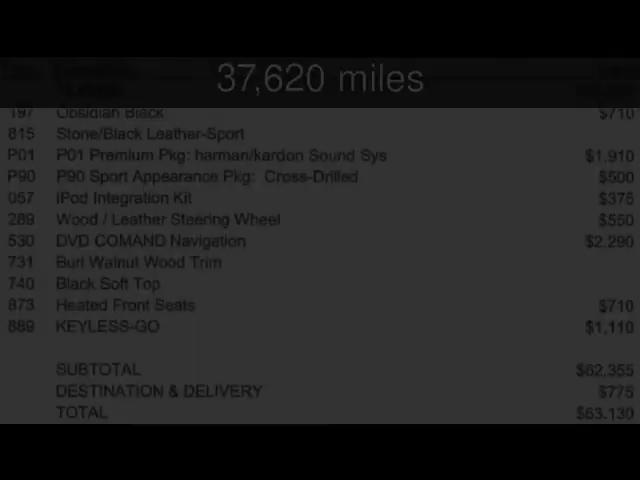 37,620 miles
197 Obsidian Black $710
815 Stone/Black Leather-Sport
P01 P01 Premium Pkg: harman/kardon Sound Sys $1,910
P90 P90 Sport Appearance Pkg: Cross-Drilled $500
057 iPod Integration Kit $375
289 Wood / Leather Steering Wheel $550
530 DVD COMAND Navigation $2,290
731 Burl Walnut Wood Trim
740 Black Soft Top
873 Heated Front Seats $710
889 KEYLESS-GO $1,110
SUBTOTAL $62,355
DESTINATION & DELIVERY $775
TOTAL $63,130